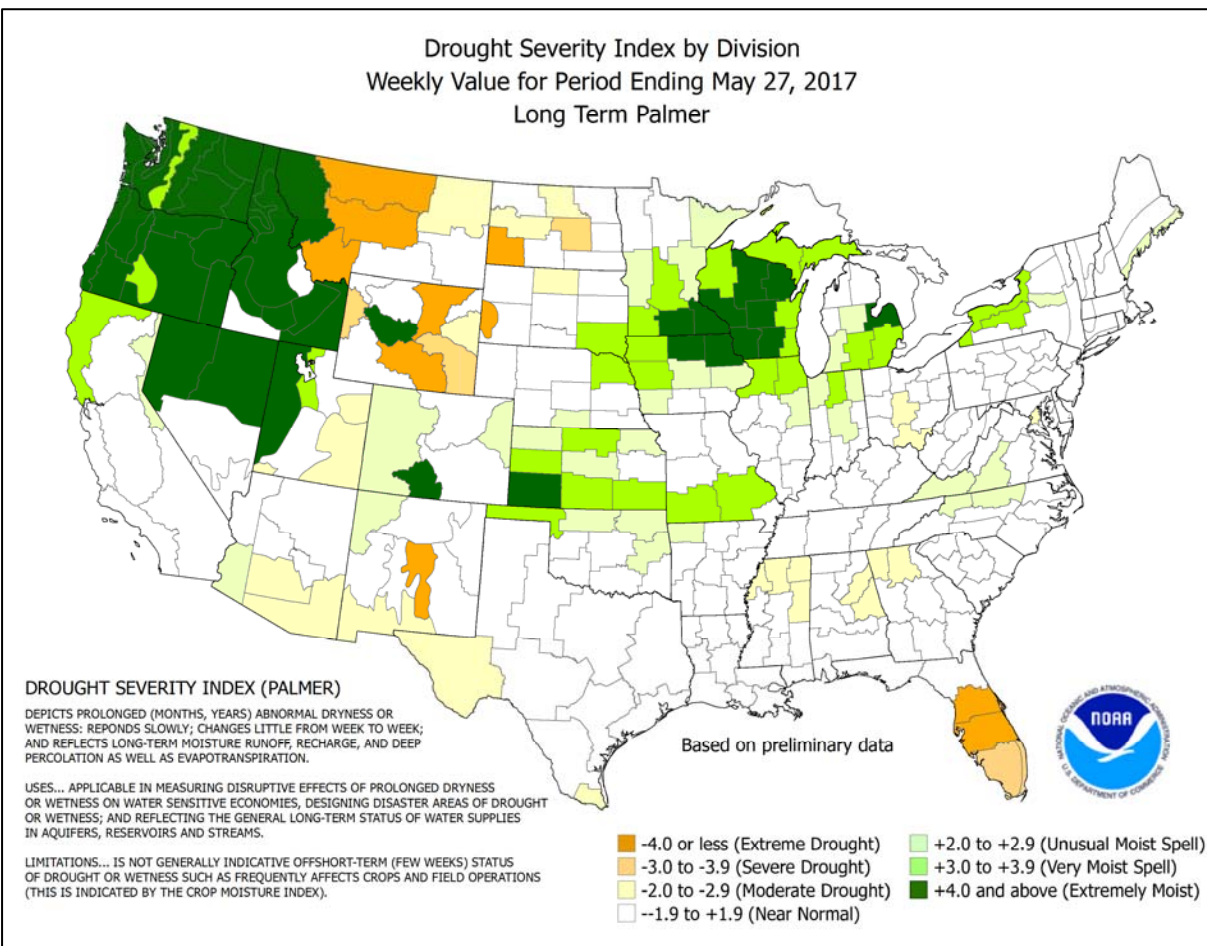 Drought Severity Index by Division
Weekly Value for Period Ending May 27, 2017
Long Term Palmer
DROUGHT SEVERITY INDEX (PALMER)
DEPICTS PROLONGED (MONTHS, YEARS) ABNORMAL DRYNESS OR
WETNESS: REPONDS SLOWLY; CHANGES LITTLE FROM WEEK TO WEEK;
AND REFLECTS LONG-TERM MOISTURE RUNOFF, RECHARGE, AND DEEP
PERCOLATION AS WELL AS EVAPOTRANSPIRATION.
USES... APPLICABLE IN MEASURING DISRUPTIVE EFFECTS OF PROLONGED DRYNESS
OR WETNESS ON WATER SENSITIVE ECONOMIES, DESIGNING DISASTER AREAS OF DROUGHT
OR WETNESS; AND REFLECTING THE GENERAL LONG-TERM STATUS OF WATER SUPPLIES
IN AQUIFERS, RESERVOIRS AND STREAMS.
LIMITATIONS... IS NOT GENERALLY INDICATIVE OFFSHORT-TERM (FEW WEEKS) STATUS
OF DROUGHT OR WETNESS SUCH AS FREQUENTLY AFFECTS CROPS AND FIELD OPERATIONS
(THIS IS INDICATED BY THE CROP MOISTURE INDEX).
Based on preliminary data
NATIONAL OCEANIC AND ATMOSPHERIC ADMINISTRATION
NOAA
U.S. DEPARTMENT OF COMMERCE
-4.0 or less (Extreme Drought)
-3.0 to -3.9 (Severe Drought)
-2.0 to -2.9 (Moderate Drought)
--1.9 to +1.9 (Near Normal)
+2.0 to +2.9 (Unusual Moist Spell)
+3.0 to +3.9 (Very Moist Spell)
+4.0 and above (Extremely Moist)